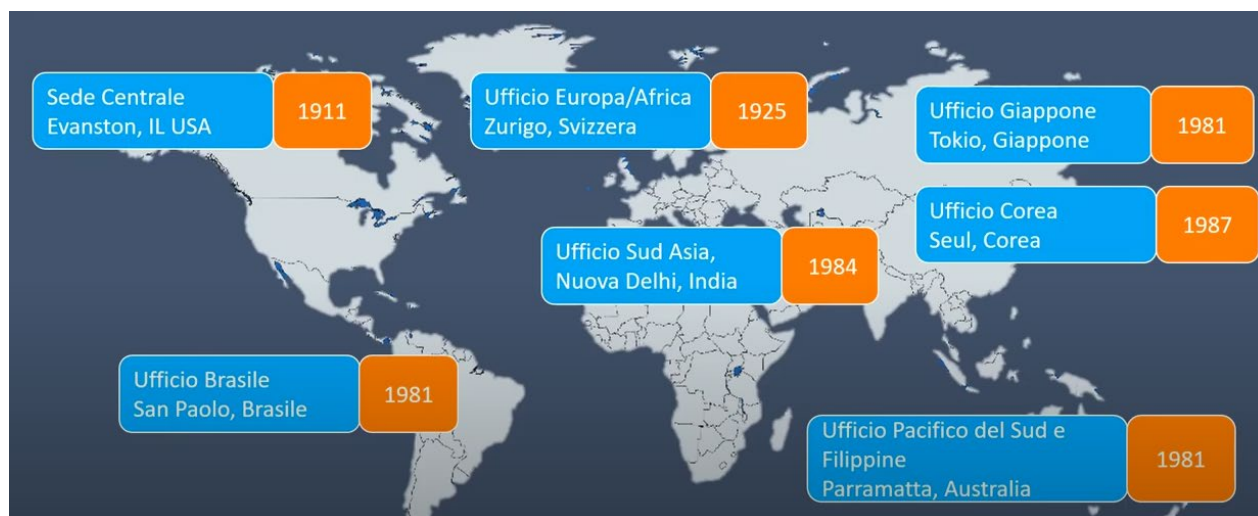 Sede Centrale
Evanston, IL USA
1911
Ufficio Europa/Africa
Zurigo, Svizzera
1925
Ufficio Giappone
Tokio, Giappone
1981
Ufficio Corea
Seul, Corea
1987
Ufficio Sud Asia,
Nuova Delhi, India
1984
Ufficio Brasile
San Paolo, Brasile
1981
Ufficio Pacifico del Sud e
Filippine
Parramatta, Australia
1981